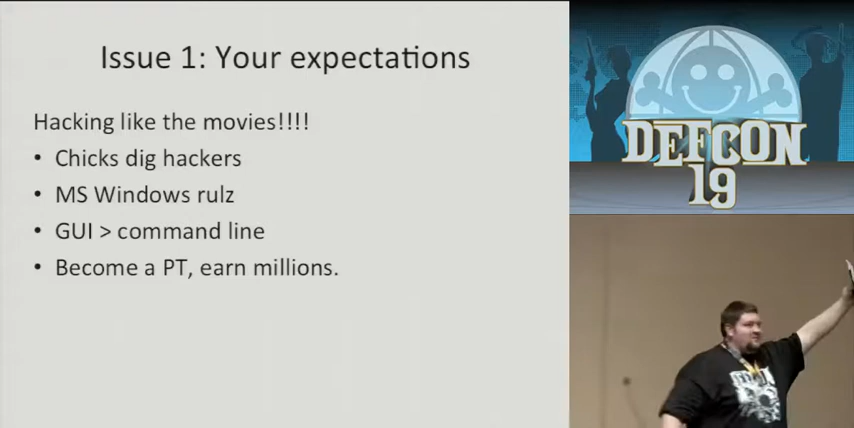 Issue 1: Your expectations
Hacking like the movies!!!!
• Chicks dig hackers
• MS Windows rulz
• GUI > command line
• Become a PT, earn millions.
DEFCON
19